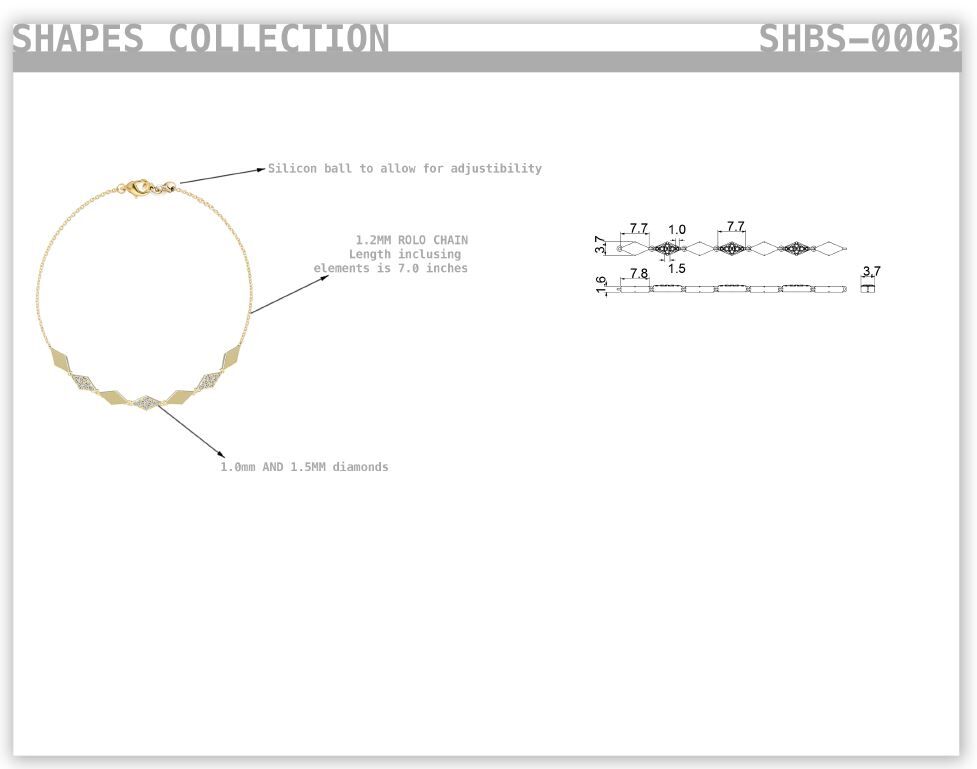 SHAPES COLLECTION
SHBS-0003
Silicon ball to allow for adjustibility
1.2MM ROLO CHAIN
Length inclusing
elements is 7.0 inches
1.0mm AND 1.5MM diamonds
7.7
1.0
7.7
3.7
1.5
7.8
3.7
1.6